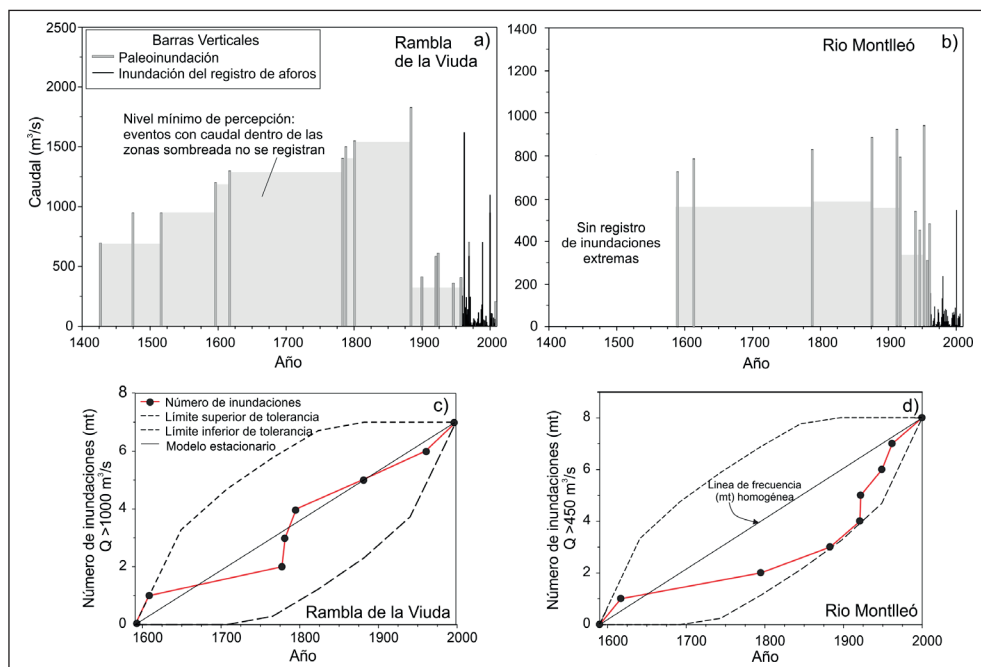 a)
Rambla
de la Viuda
Barras Verticales
Paleoinundación
Inundación del registro de aforos
Nivel mínimo de percepción:
eventos con caudal dentro de las
zonas sombreada no se registran
Caudal (m³/s)
2500
2000
1500
1000
500
0
1400 1500 1600 1700 1800 1900 2000
Año
b)
Rio Montlleó
Sin registro
de inundaciones
extremas
1400
1200
1000
800
600
400
200
0
1400 1500 1600 1700 1800 1900 2000
Año
c)
Número de inundaciones
Límite superior de tolerancia
Límite inferior de tolerancia
Modelo estacionario
Número de inundaciones (mt)
Q >1000 m³/s
8
6
4
2
0
Rambla de la Viuda
1600 1700 1800 1900 2000
Año
d)
Linea de frecuencia
(mt) homogénea
Número de inundaciones (mt)
Q >450 m³/s
8
6
4
2
0
Rio Montlleó
1600 1700 1800 1900 2000
Año